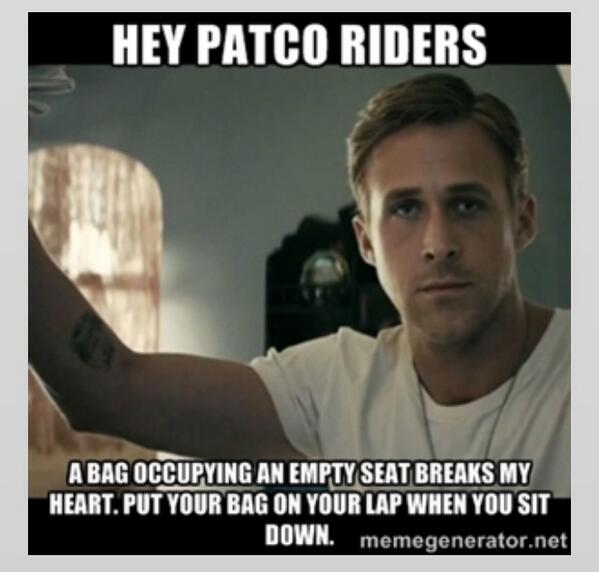 HEY PATCO RIDERS
A BAG OCCUPYING AN EMPTY SEAT BREAKS MY
HEART. PUT YOUR BAG ON YOUR LAP WHEN YOU SIT
DOWN.
memegenerator.net